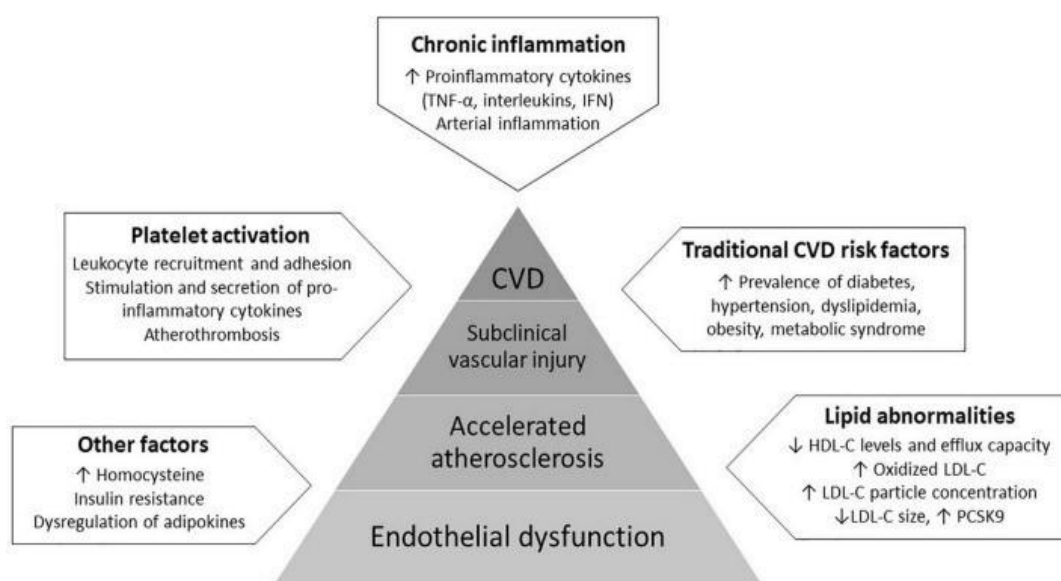 Chronic inflammation
↑ Proinflammatory cytokines
(TNF-α, interleukins, IFN)
Arterial inflammation
Platelet activation
Leukocyte recruitment and adhesion
Stimulation and secretion of pro-
inflammatory cytokines
Atherothrombosis
Traditional CVD risk factors
↑ Prevalence of diabetes,
hypertension, dyslipidemia,
obesity, metabolic syndrome
CVD
Subclinical
vascular injury
Accelerated
atherosclerosis
Endothelial dysfunction
Other factors
↑ Homocysteine
Insulin resistance
Dysregulation of adipokines
Lipid abnormalities
↓ HDL-C levels and efflux capacity
↑ Oxidized LDL-C
↑ LDL-C particle concentration
↓LDL-C size, ↑ PCSK9